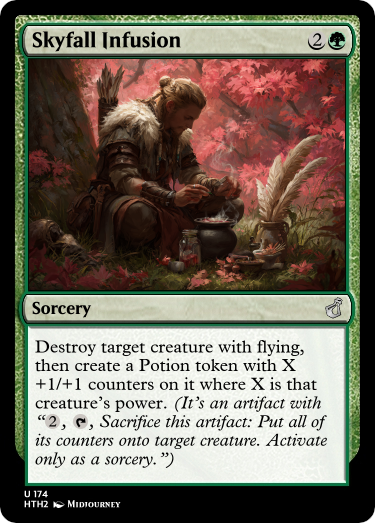 Skyfall Infusion 2
Sorcery
Destroy target creature with flying,
then create a Potion token with X
+1/+1 counters on it where X is that
creature's power. (It's an artifact with
"2, , Sacrifice this artifact: Put all of
its counters onto target creature. Activate
only as a sorcery.")
U 174
HTH2 MIDJOURNEY